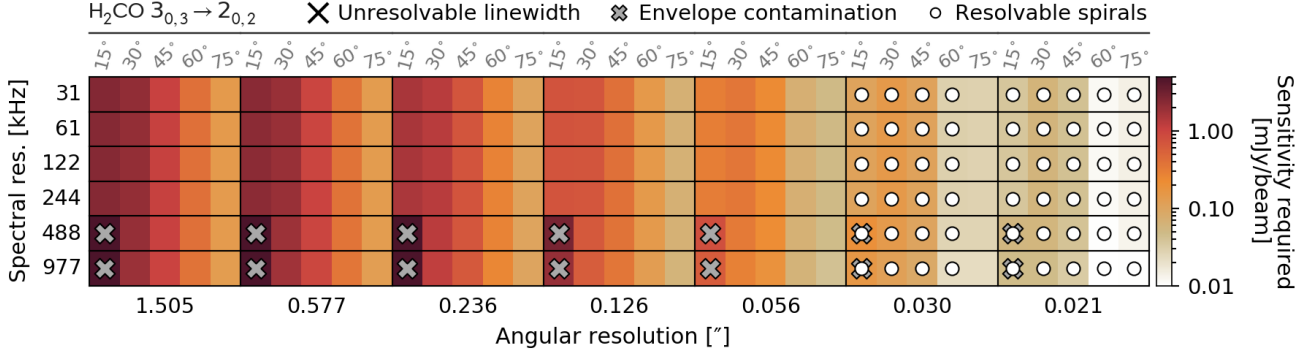 H₂CO 3₀,₃ → 2₀,₂ Unresolvable linewidth Envelope contamination Resolvable spirals
15° 30° 45° 60° 75° 15° 30° 45° 60° 75° 15° 30° 45° 60° 75° 15° 30° 45° 60° 75° 15° 30° 45° 60° 75° 15° 30° 45° 60° 75° 15° 30° 45° 60° 75°
Spectral res. [kHz]
31
61
122
244
488
977
1.505 0.577 0.236 0.126 0.056 0.030 0.021
Angular resolution [″]
1.00
0.10
0.01
Sensitivity required
[mJy/beam]